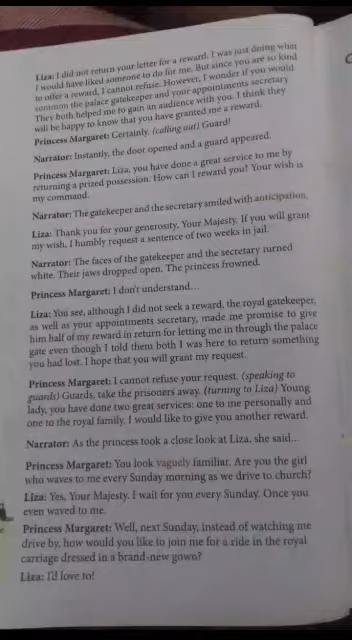 Liza: I did not return your letter for a reward. I was just doing what
I would have liked someone to do for me. But since you are so kind
to offer a reward, I cannot refuse. However, I wonder if you would
summon the palace gatekeeper and your appointments secretary
They both helped me to gain an audience with you. I think they
will be happy to know that you have granted me a reward.
Princess Margaret: Certainly. (calling out) Guard!
Narrator: Instantly, the door opened and a guard appeared.
Princess Margaret: Liza, you have done a great service to me by
returning a prized possession. How can I reward you? Your wish is
my command.
Narrator: The gatekeeper and the secretary smiled with anticipation.
Liza: Thank you for your generosity, Your Majesty. If you will grant
my wish, I humbly request a sentence of two weeks in jail.
Narrator: The faces of the gatekeeper and the secretary turned
white. Their jaws dropped open. The princess frowned.
Princess Margaret: I don't understand...
Liza: You see, although I did not seek a reward, the royal gatekeeper,
as well as your appointments secretary, made me promise to give
him half of my reward in return for letting me in through the palace
gate even though I told them both I was here to return something
you had lost. I hope that you will grant my request.
Princess Margaret: I cannot refuse your request. (speaking to
guards) Guards, take the prisoners away. (turning to Liza) Young
lady, you have done two great services: one to me personally and
one to the royal family. I would like to give you another reward.
Narrator: As the princess took a close look at Liza, she said...
Princess Margaret: You look vaguely familiar. Are you the girl
who waves to me every Sunday morning as we drive to church?
Liza: Yes, Your Majesty. I wait for you every Sunday. Once you
even waved to me.
Princess Margaret: Well, next Sunday, instead of watching me
drive by, how would you like to join me for a ride in the royal
carriage dressed in a brand-new gown?
Liza: I'd love to!